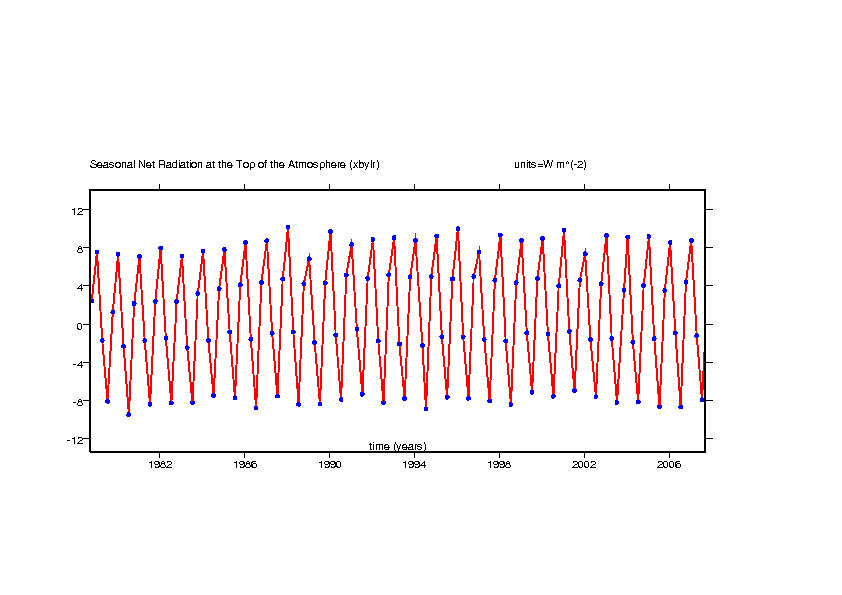 Seasonal Net Radiation at the Top of the Atmosphere (xbylr) units=W m^(-2)
12
8
4
0
-4
-8
-12
time (years)
1982 1986 1990 1994 1998 2002 2006